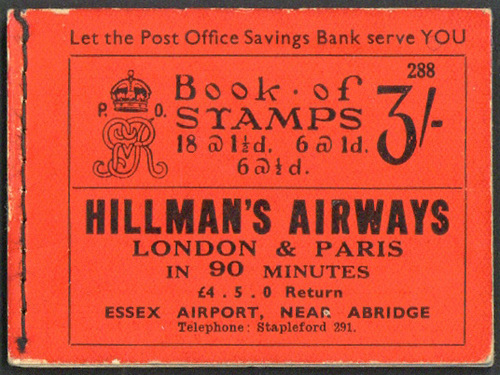 Let the Post Office Savings Bank serve YOU
288
P. O.
Book · of
STAMPS
3/-
18 @ 1½d. 6 @ 1d.
6 @ ½d.
HILLMAN'S AIRWAYS
LONDON & PARIS
IN 90 MINUTES
£4 . 5 . 0 Return
ESSEX AIRPORT, NEAR ABRIDGE
Telephone: Stapleford 291.